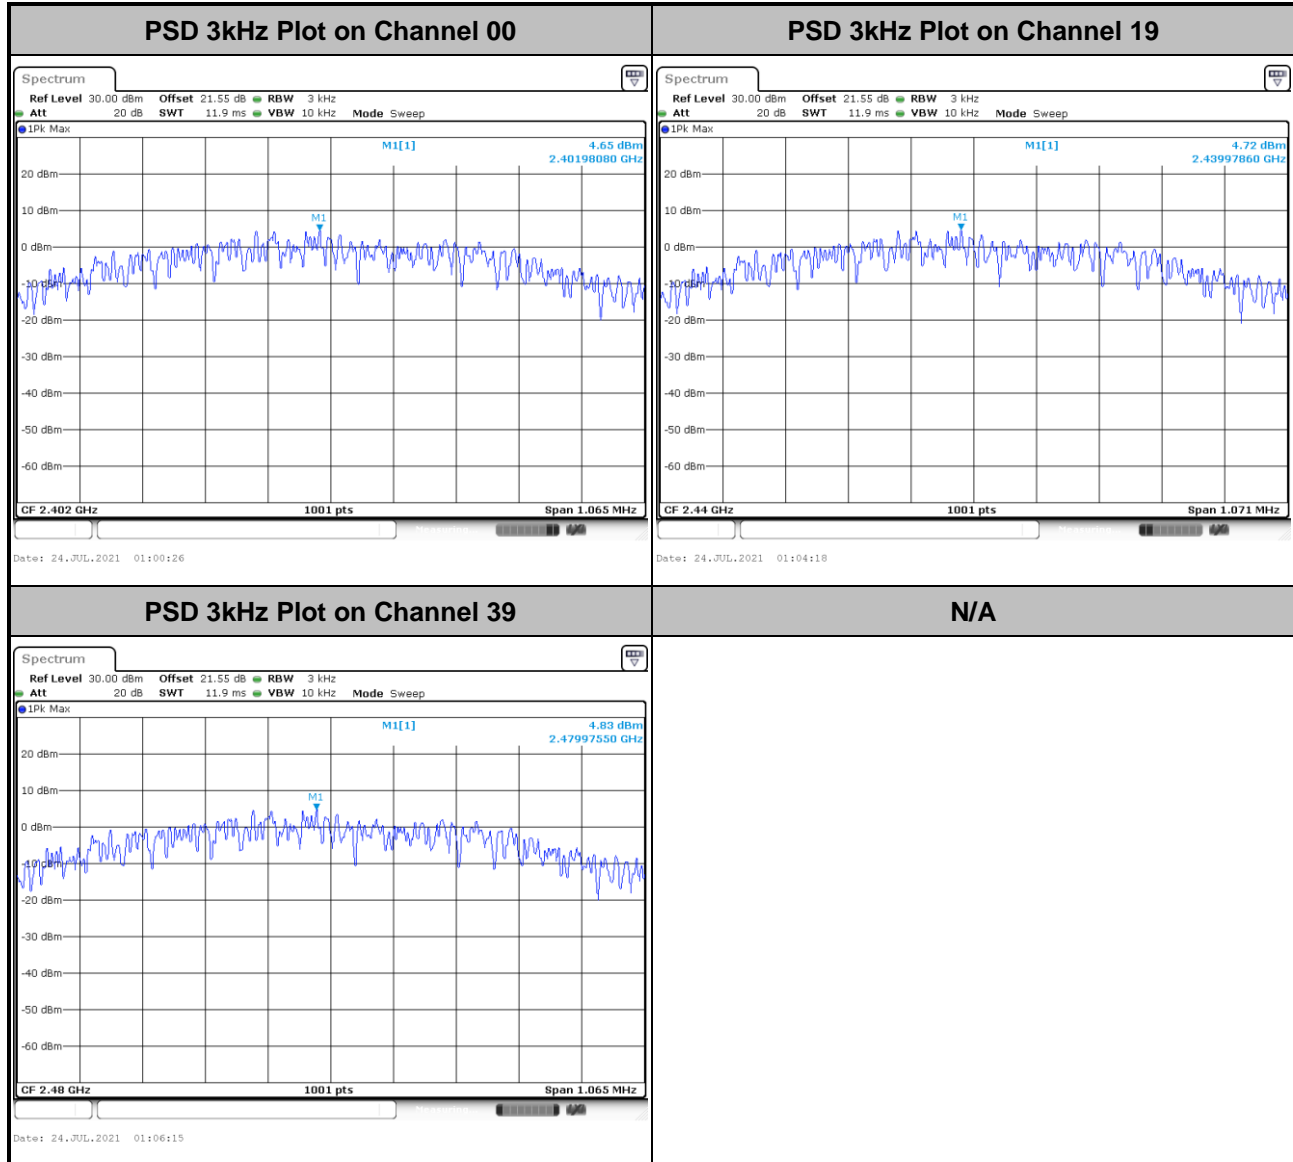 PSD 3kHz Plot on Channel 00
PSD 3kHz Plot on Channel 19
Spectrum
Ref Level 30.00 dBm Offset 21.55 dB RBW 3 kHz
Att 20 dB SWT 11.9 ms VBW 10 kHz Mode Sweep
1Pk Max
M1[1] 4.65 dBm
2.40198080 GHz
20 dBm
10 dBm
M1
0 dBm
-10 dBm
-20 dBm
-30 dBm
-40 dBm
-50 dBm
-60 dBm
CF 2.402 GHz 1001 pts Span 1.065 MHz
Measuring
Date: 24.JUL.2021 01:00:26
Spectrum
Ref Level 30.00 dBm Offset 21.55 dB RBW 3 kHz
Att 20 dB SWT 11.9 ms VBW 10 kHz Mode Sweep
1Pk Max
M1[1] 4.72 dBm
2.43997860 GHz
20 dBm
10 dBm
M1
0 dBm
-10 dBm
-20 dBm
-30 dBm
-40 dBm
-50 dBm
-60 dBm
CF 2.44 GHz 1001 pts Span 1.071 MHz
Measuring
Date: 24.JUL.2021 01:04:18
PSD 3kHz Plot on Channel 39
N/A
Spectrum
Ref Level 30.00 dBm Offset 21.55 dB RBW 3 kHz
Att 20 dB SWT 11.9 ms VBW 10 kHz Mode Sweep
1Pk Max
M1[1] 4.83 dBm
2.47997550 GHz
20 dBm
10 dBm
M1
0 dBm
-10 dBm
-20 dBm
-30 dBm
-40 dBm
-50 dBm
-60 dBm
CF 2.48 GHz 1001 pts Span 1.065 MHz
Measuring
Date: 24.JUL.2021 01:06:15